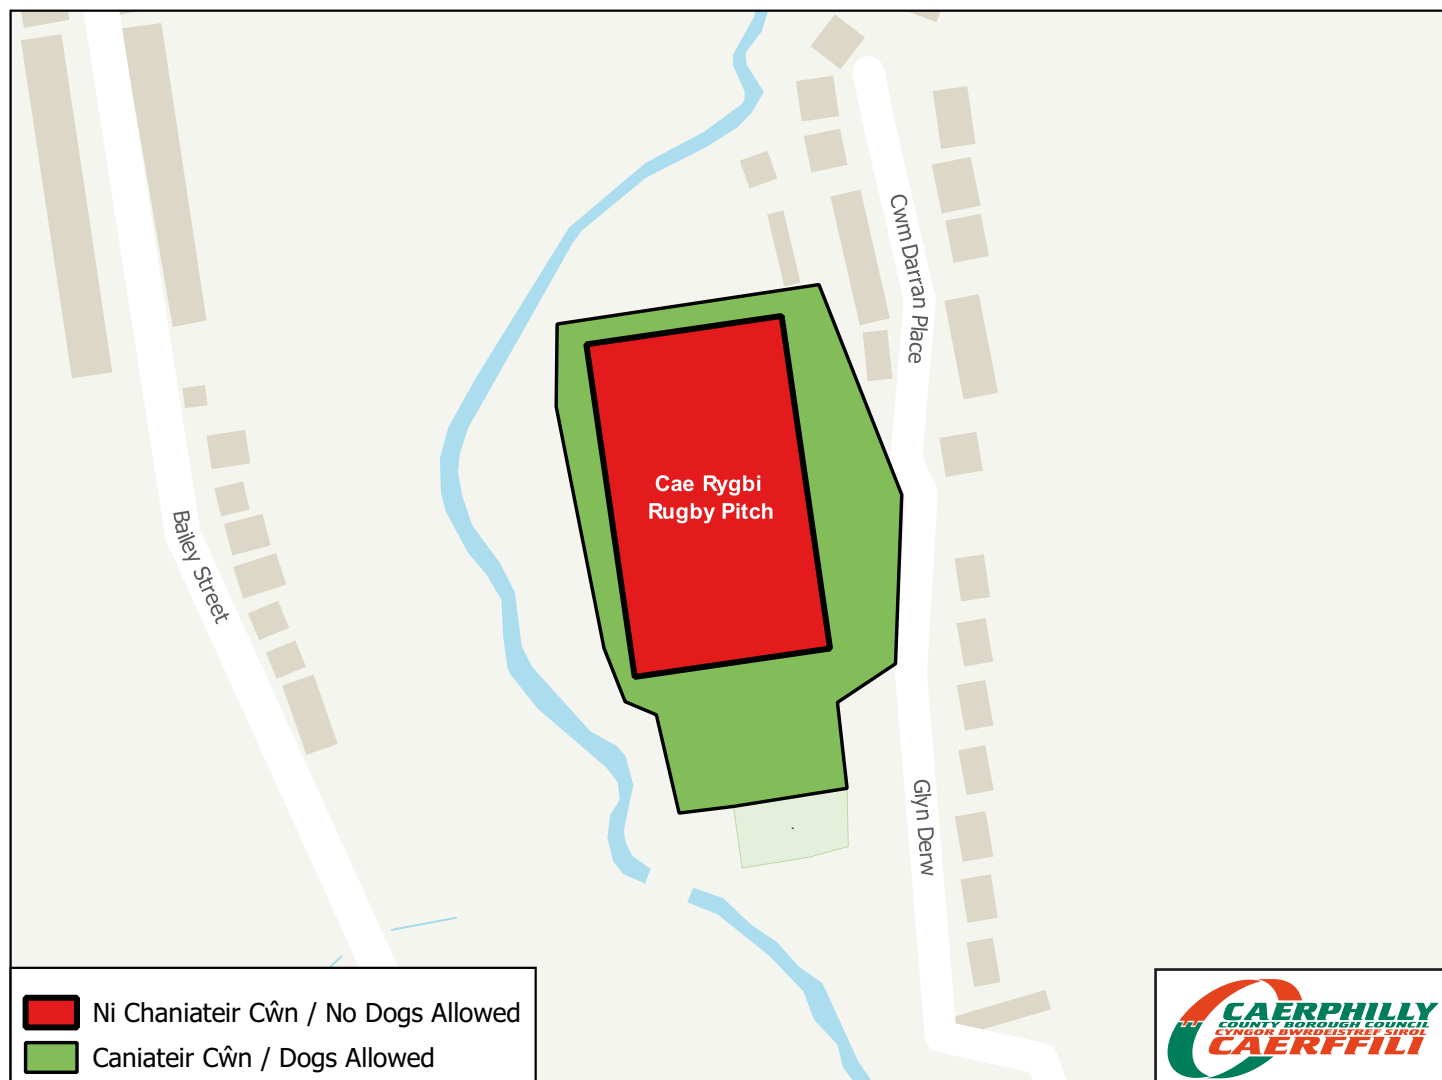 Cwm Darran Place
Cae Rygbi
Rugby Pitch
Bailey Street
Glyn Derw
Ni Chaniateir Cŵn / No Dogs Allowed
Caniateir Cŵn / Dogs Allowed
CAERPHILLY
COUNTY BOROUGH COUNCIL
CYNGOR BWRDEISTREF SIROL
CAERFFILI